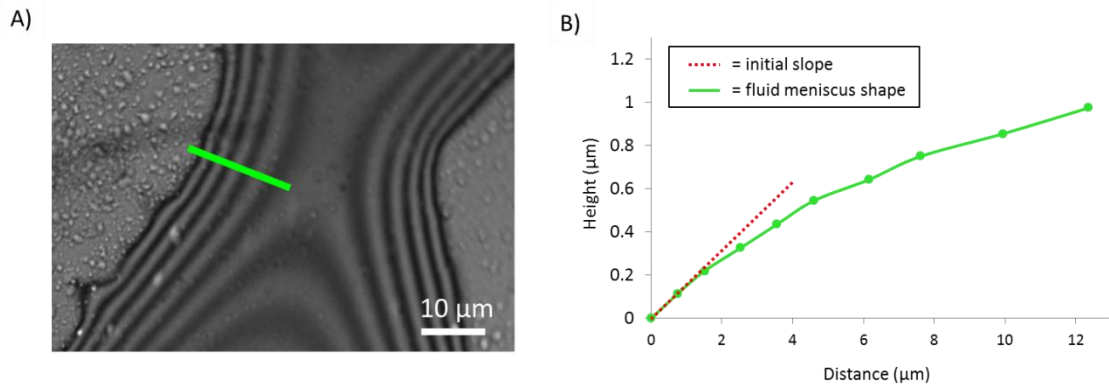 A)
10 µm
B)
Height (µm)
1.2
1
0.8
0.6
0.4
0.2
0
= initial slope
= fluid meniscus shape
0 2 4 6 8 10 12
Distance (µm)